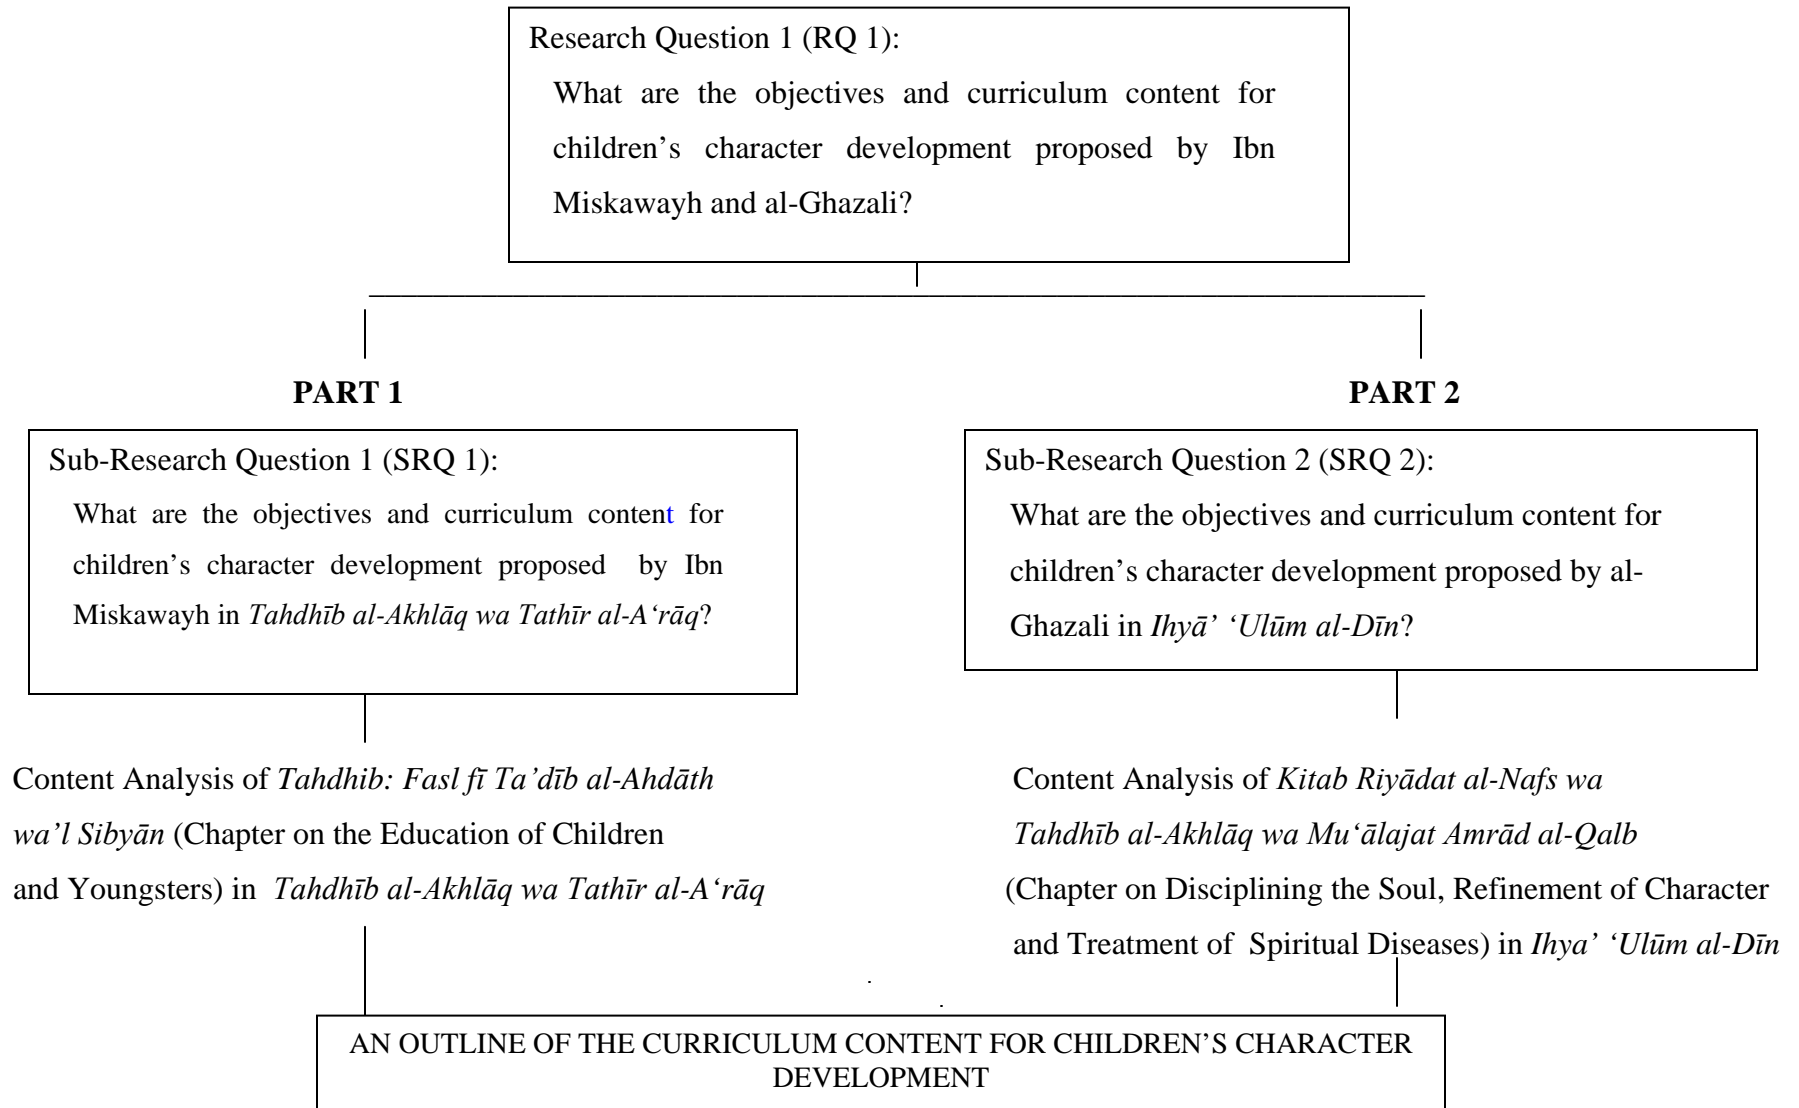 Research Question 1 (RQ 1):
What are the objectives and curriculum content for
children’s character development proposed by Ibn
Miskawayh and al-Ghazali?
PART 1
Sub-Research Question 1 (SRQ 1):
What are the objectives and curriculum content for
children’s character development proposed by Ibn
Miskawayh in Tahdhīb al-Akhlāq wa Tathīr al-A‘rāq?
Content Analysis of Tahdhib: Fasl fī Ta’dīb al-Ahdāth
wa’l Sibyān (Chapter on the Education of Children
and Youngsters) in Tahdhīb al-Akhlāq wa Tathīr al-A‘rāq
PART 2
Sub-Research Question 2 (SRQ 2):
What are the objectives and curriculum content for
children’s character development proposed by al-
Ghazali in Ihyā’ ‘Ulūm al-Dīn?
Content Analysis of Kitab Riyādat al-Nafs wa
Tahdhīb al-Akhlāq wa Mu‘ālajat Amrād al-Qalb
(Chapter on Disciplining the Soul, Refinement of Character
and Treatment of Spiritual Diseases) in Ihya’ ‘Ulūm al-Dīn
AN OUTLINE OF THE CURRICULUM CONTENT FOR CHILDREN’S CHARACTER
DEVELOPMENT